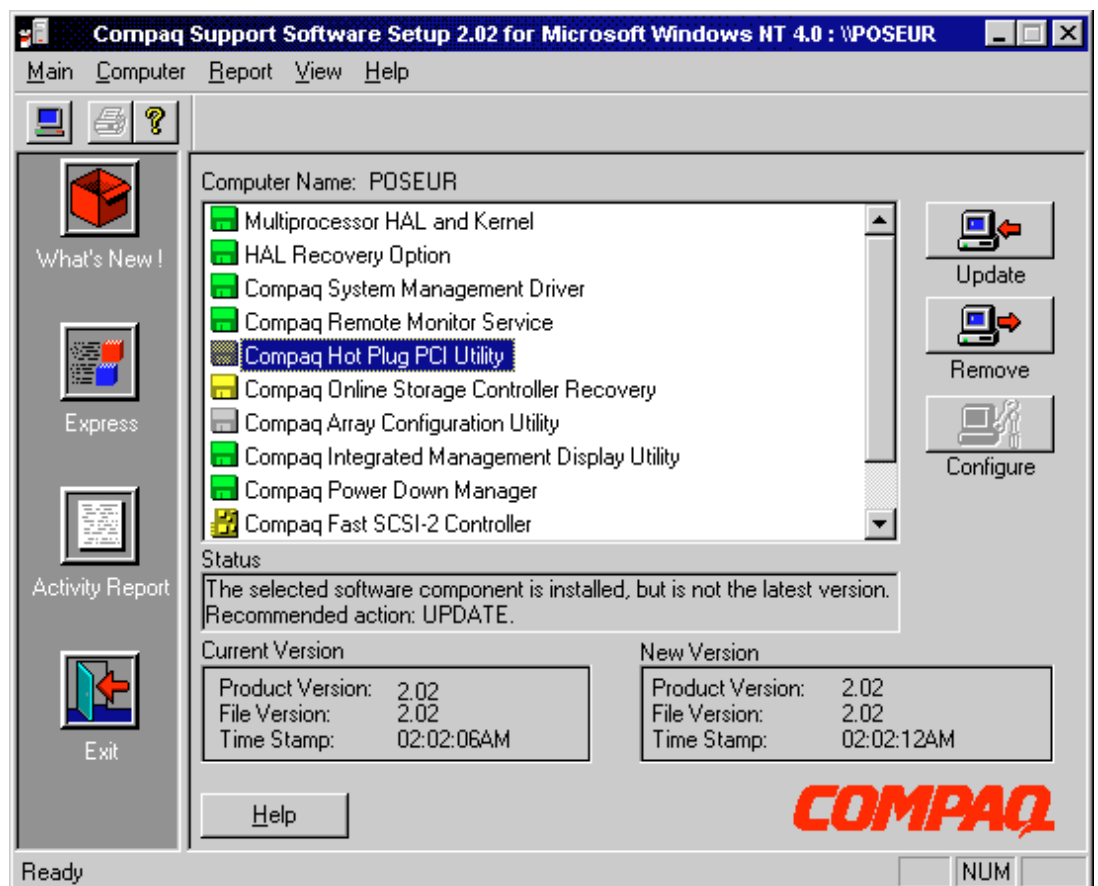 Compaq Support Software Setup 2.02 for Microsoft Windows NT 4.0 : \\POSEUR
Main Computer Report View Help
What's New !
Express
Activity Report
Exit
Computer Name: POSEUR
Multiprocessor HAL and Kernel
HAL Recovery Option
Compaq System Management Driver
Compaq Remote Monitor Service
Compaq Hot Plug PCI Utility
Compaq Online Storage Controller Recovery
Compaq Array Configuration Utility
Compaq Integrated Management Display Utility
Compaq Power Down Manager
Compaq Fast SCSI-2 Controller
Update
Remove
Configure
Status
The selected software component is installed, but is not the latest version.
Recommended action: UPDATE.
Current Version
Product Version: 2.02
File Version: 2.02
Time Stamp: 02:02:06AM
New Version
Product Version: 2.02
File Version: 2.02
Time Stamp: 02:02:12AM
Help
COMPAQ
Ready
NUM